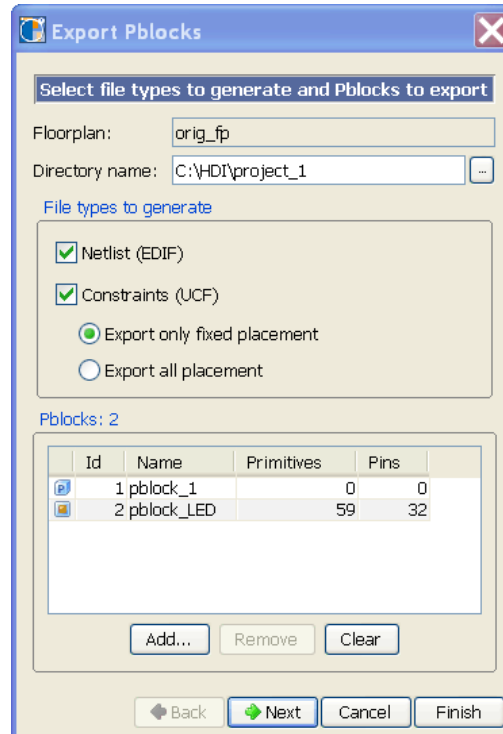 Export Pblocks
Select file types to generate and Pblocks to export
Floorplan: orig_fp
Directory name: C:\HDI\project_1 ...
File types to generate
Netlist (EDIF)
Constraints (UCF)
Export only fixed placement
Export all placement
Pblocks: 2
Id Name Primitives Pins
1 pblock_1 0 0
2 pblock_LED 59 32
Add... Remove Clear
Back Next Cancel Finish